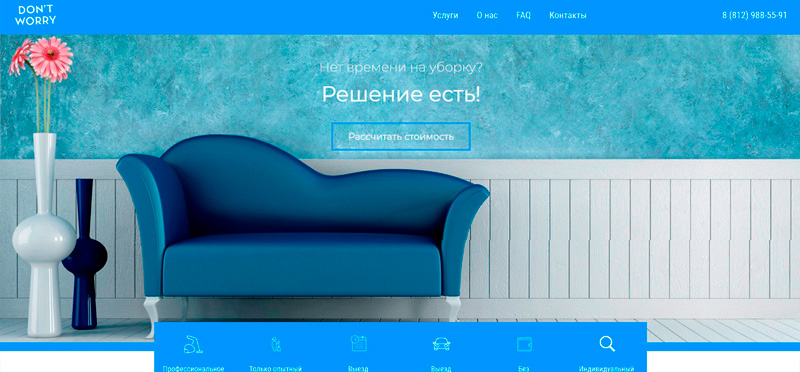 DON'T
WORRY
Услуги О нас FAQ Контакты 8 (812) 988-55-91
Нет времени на уборку?
Решение есть!
Рассчитать стоимость
Профессиональное Только опытный Выезд Выезд Без Индивидуальный